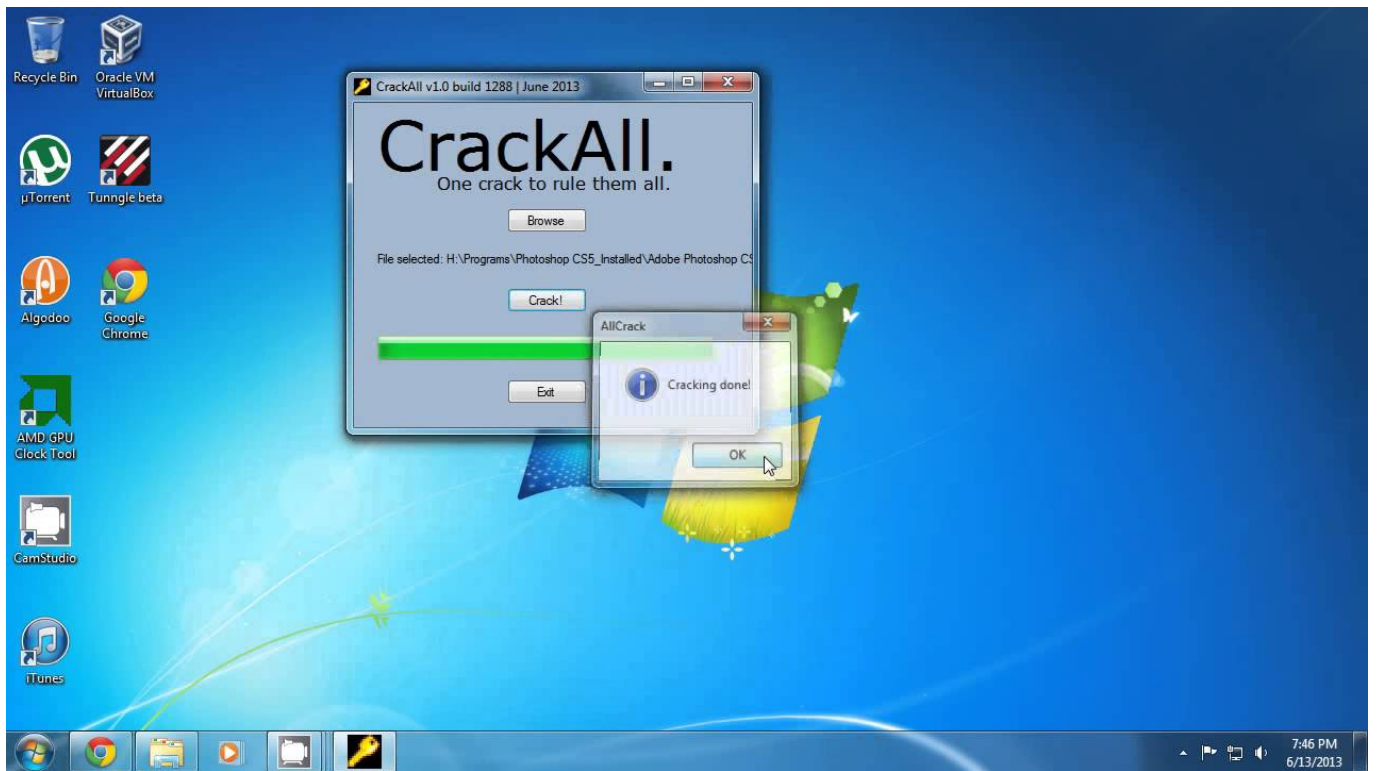 Recycle Bin
Oracle VM
VirtualBox
µTorrent
Tunngle beta
Algodoo
Google
Chrome
AMD GPU
Clock Tool
CamStudio
iTunes
CrackAll v1.0 build 1288 | June 2013
CrackAll.
One crack to rule them all.
Browse
File selected: H:\Programs\Photoshop CS5_Installed\Adobe Photoshop CS
Crack!
Exit
AllCrack
Cracking done!
OK
7:46 PM
6/13/2013